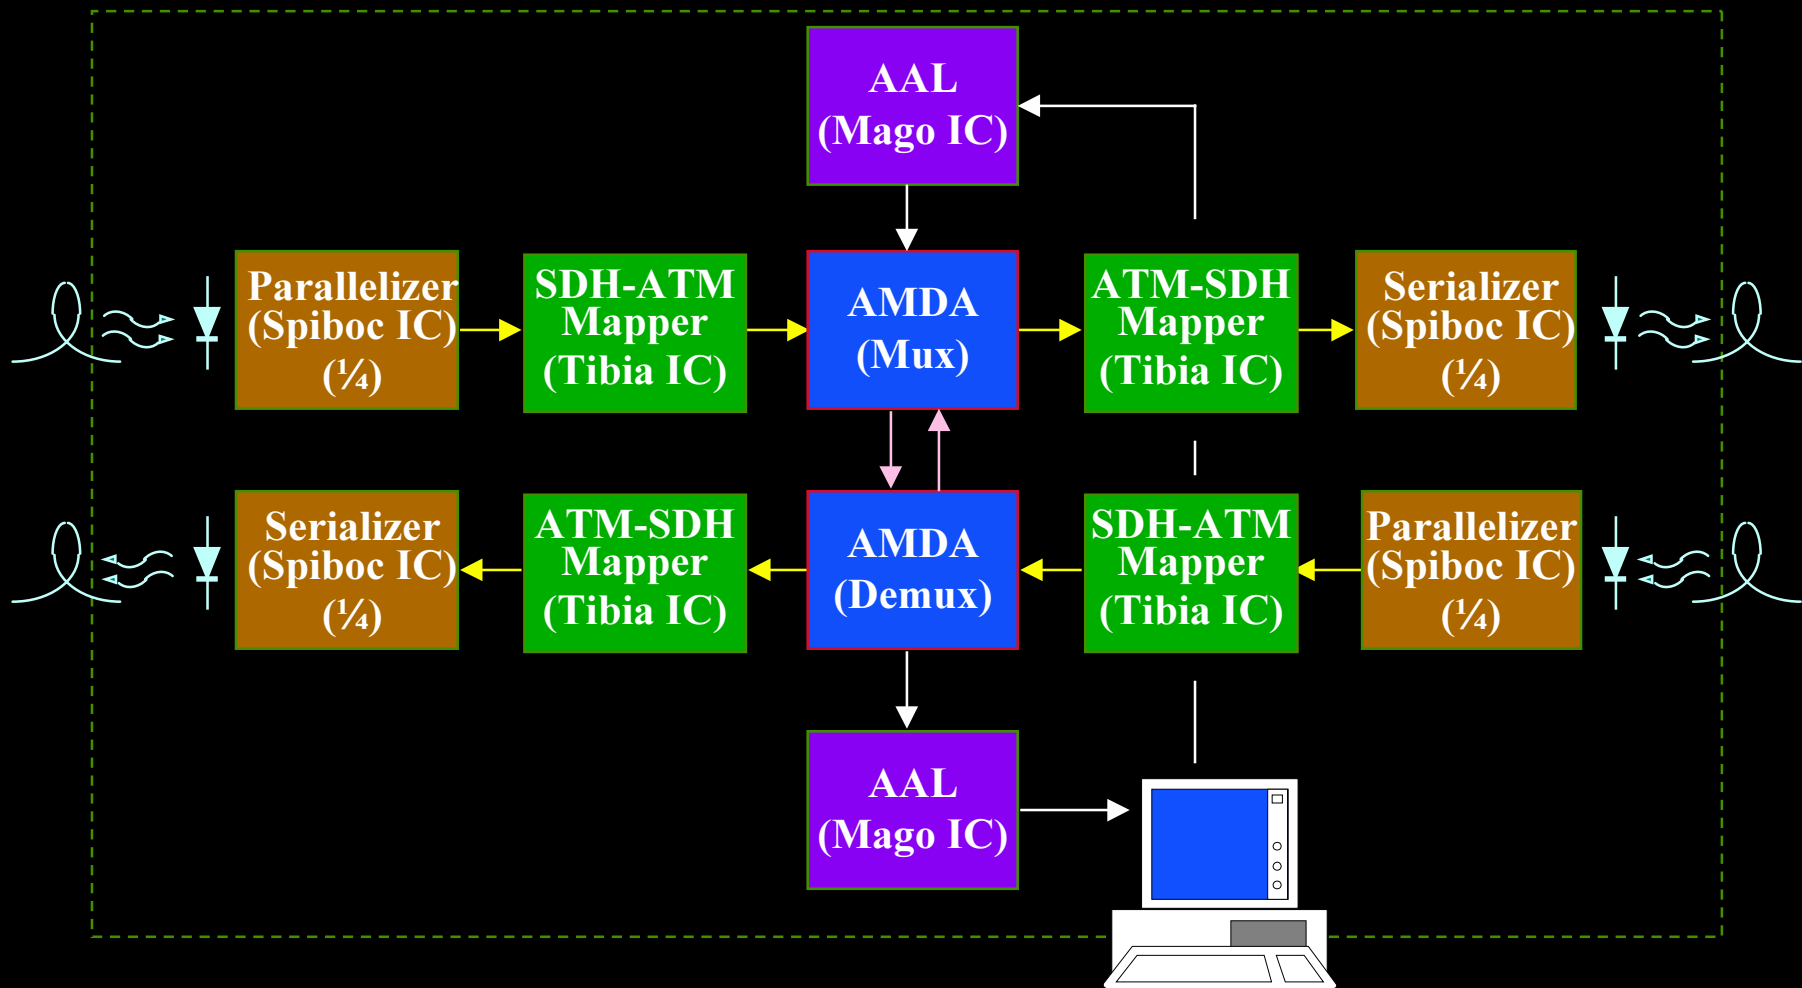 AAL
(Mago IC)
Parallelizer
(Spiboc IC)
(¼)
SDH-ATM
Mapper
(Tibia IC)
AMDA
(Mux)
ATM-SDH
Mapper
(Tibia IC)
Serializer
(Spiboc IC)
(¼)
Serializer
(Spiboc IC)
(¼)
ATM-SDH
Mapper
(Tibia IC)
AMDA
(Demux)
SDH-ATM
Mapper
(Tibia IC)
Parallelizer
(Spiboc IC)
(¼)
AAL
(Mago IC)